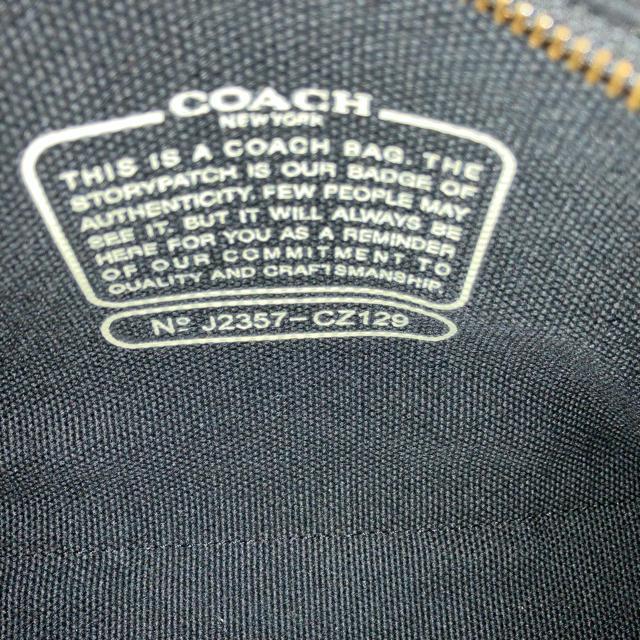 COACH
NEW YORK
THIS IS A COACH BAG. THE
STORYPATCH IS OUR BADGE OF
AUTHENTICITY. FEW PEOPLE MAY
SEE IT, BUT IT WILL ALWAYS BE
HERE FOR YOU AS A REMINDER
OF OUR COMMITMENT TO
QUALITY AND CRAFTSMANSHIP.
Nº J2357-CZ129